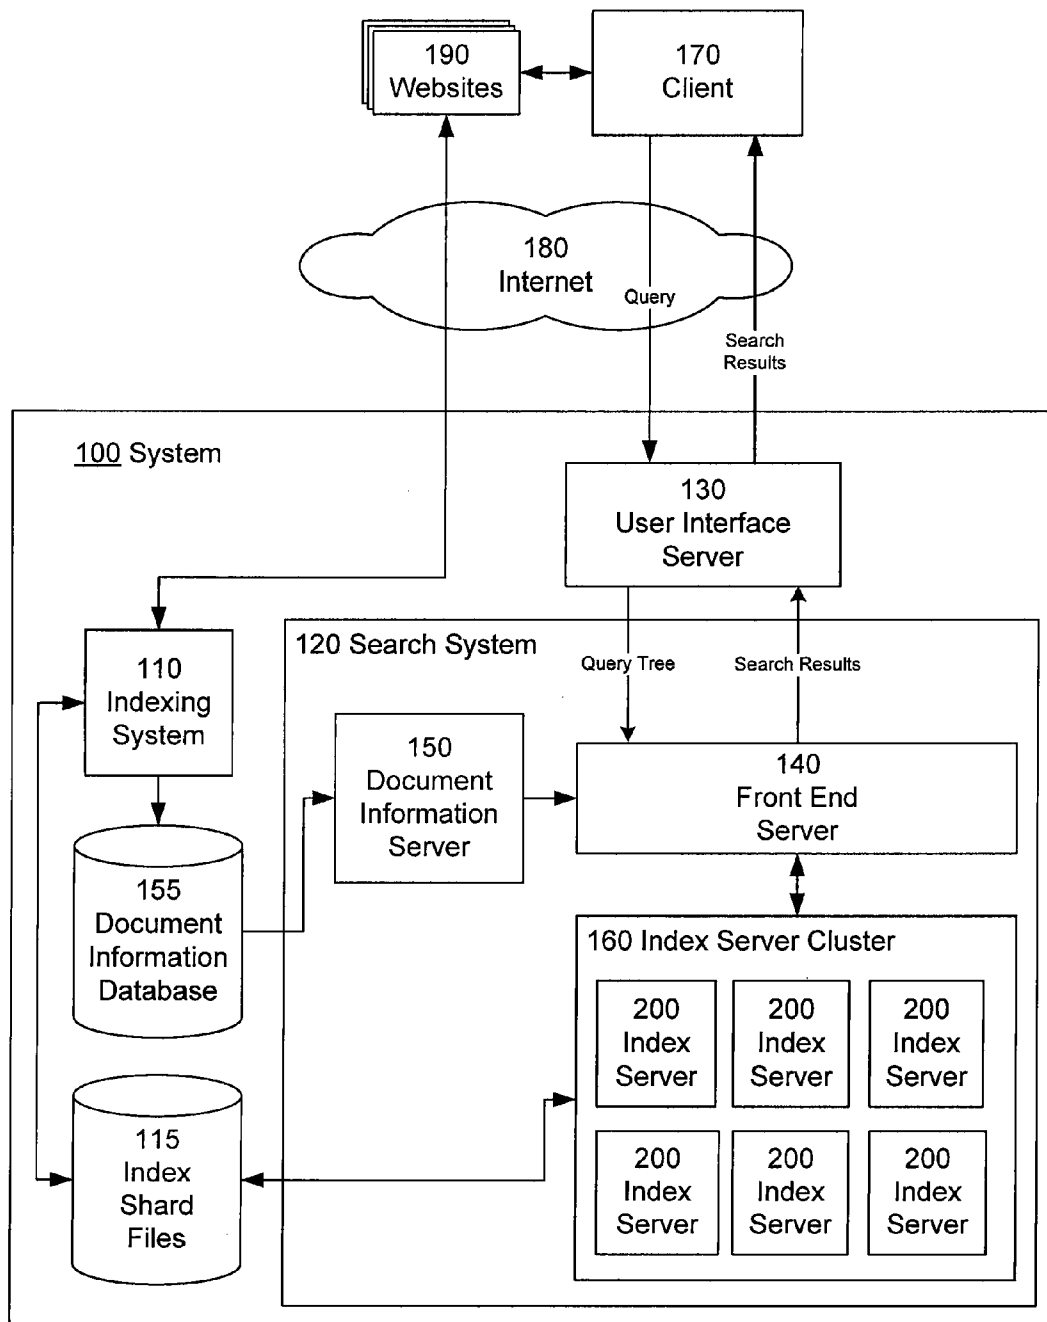 190
Websites
170
Client
180
Internet
Query
Search
Results
100 System
130
User Interface
Server
120 Search System
Query Tree
Search Results
110
Indexing
System
150
Document
Information
Server
140
Front End
Server
155
Document
Information
Database
160 Index Server Cluster
200
Index
Server
200
Index
Server
200
Index
Server
115
Index
Shard
Files
200
Index
Server
200
Index
Server
200
Index
Server